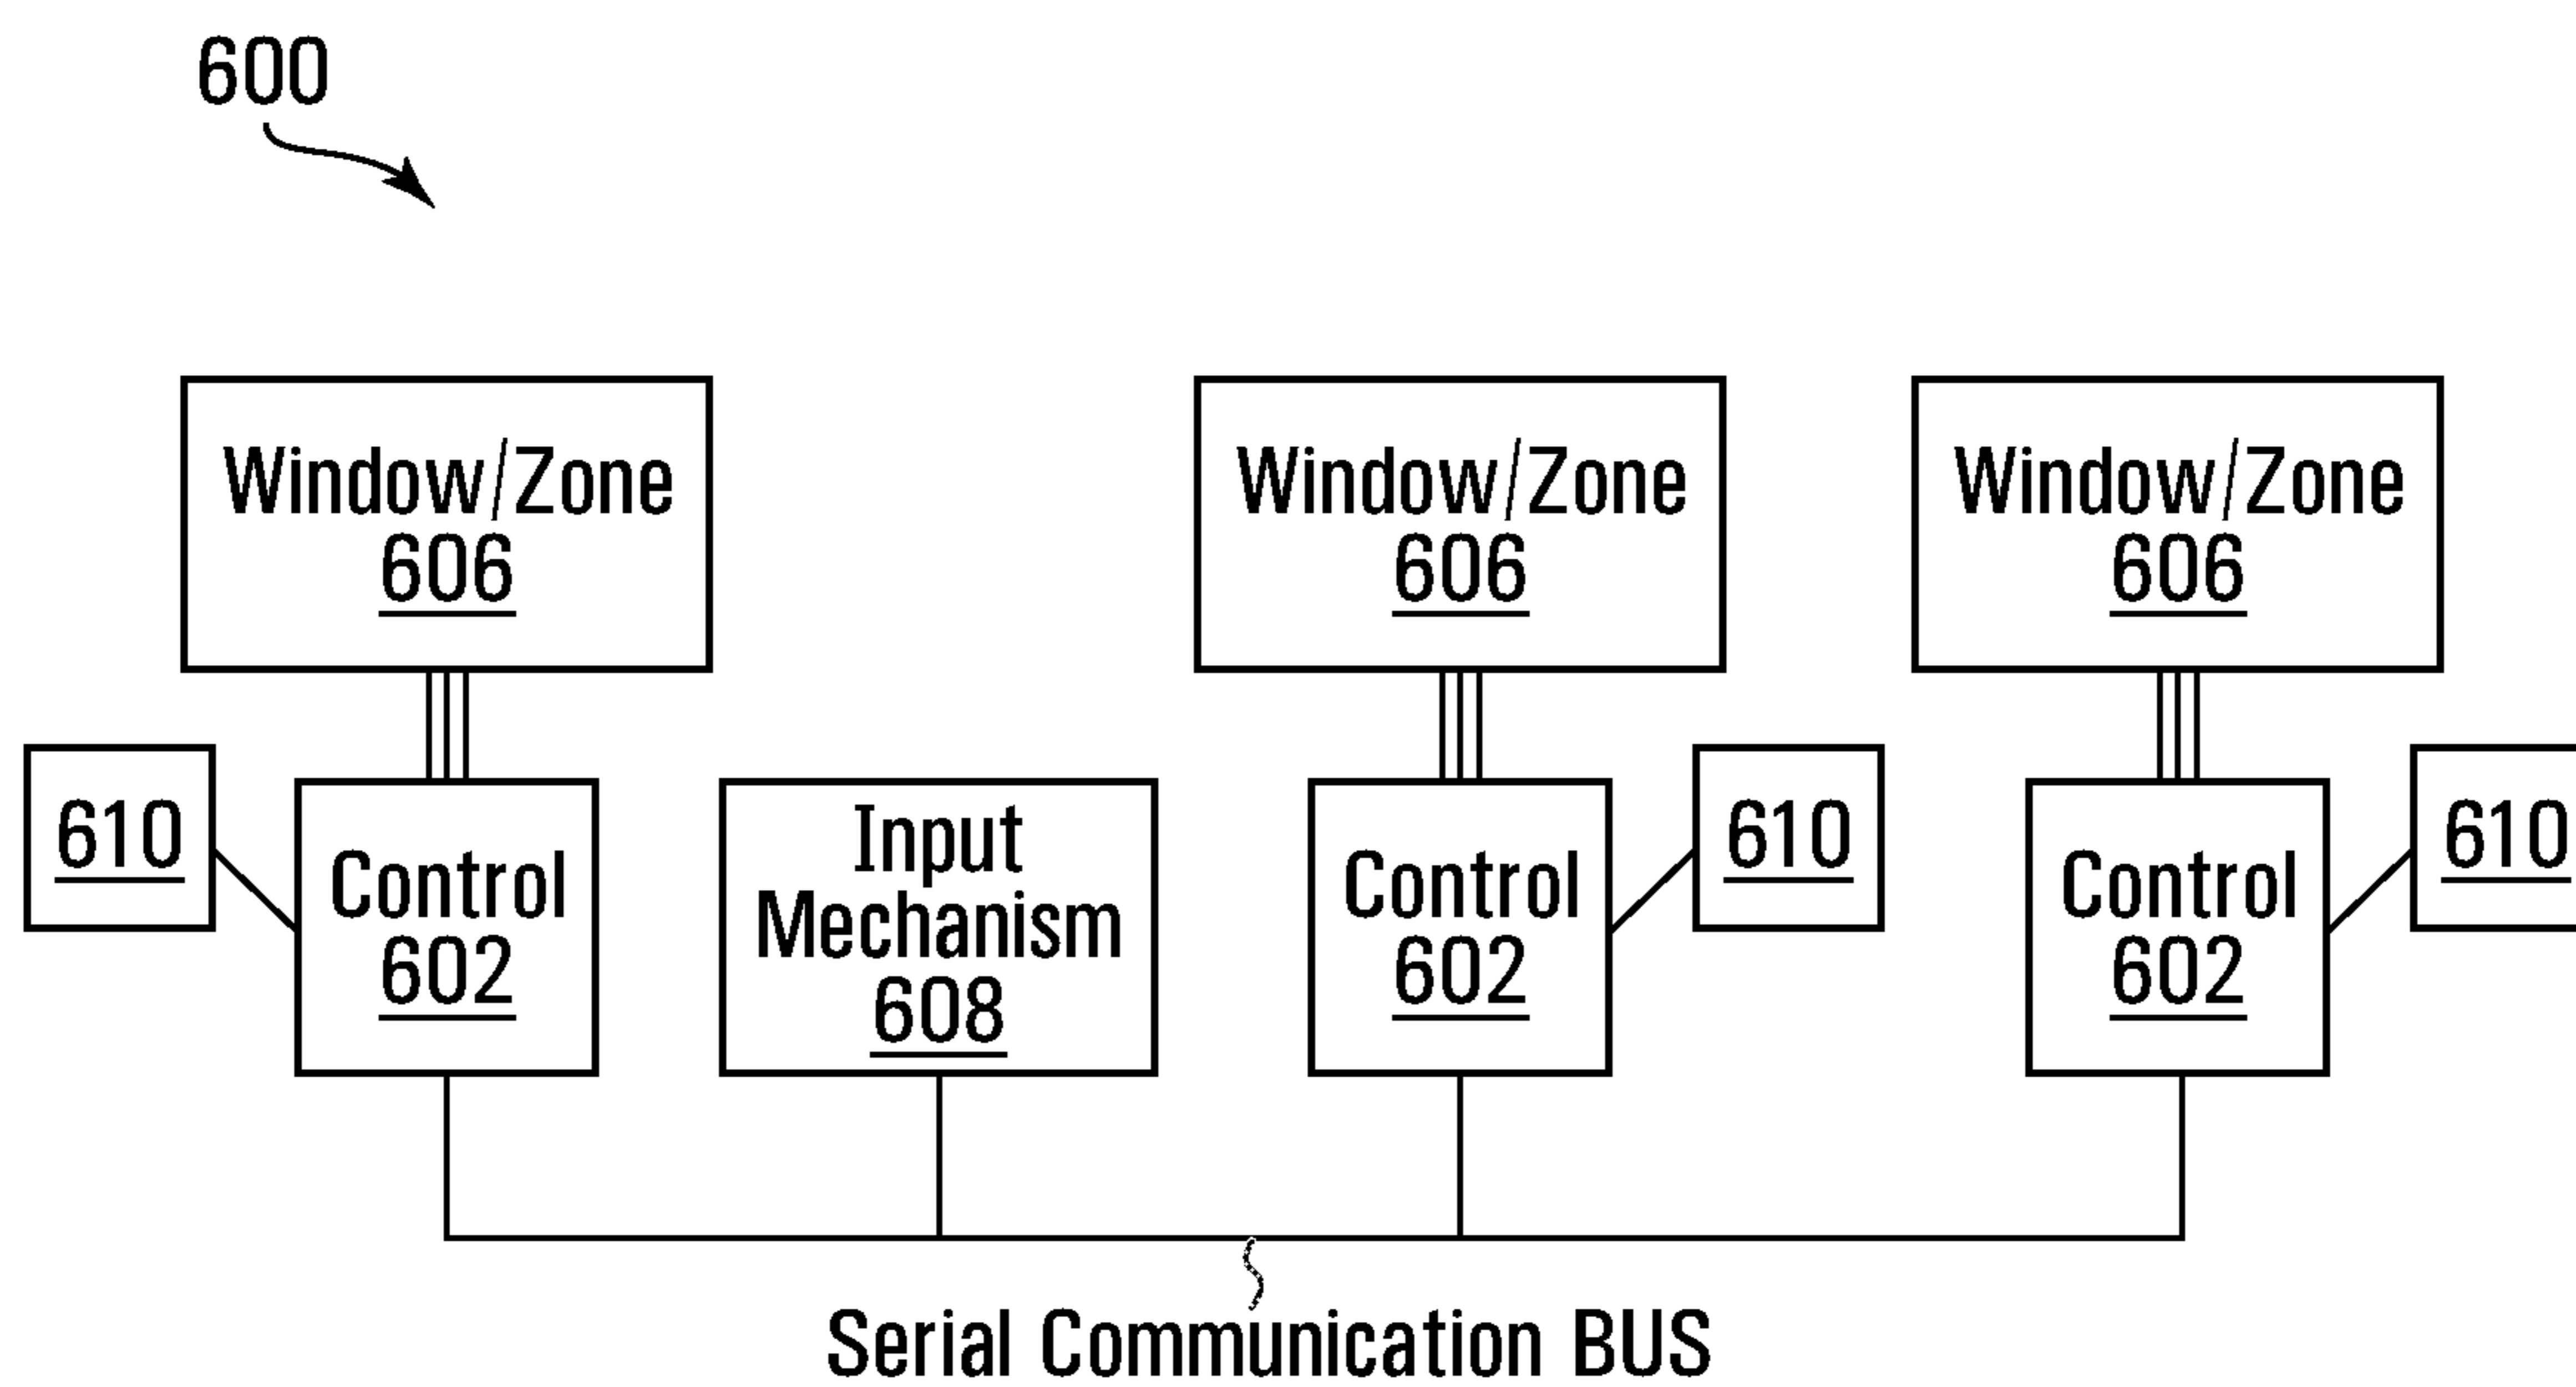 600
Window/Zone
606
Window/Zone
606
Window/Zone
606
610
Control
602
Input
Mechanism
608
Control
602
610
Control
602
610
Serial Communication BUS